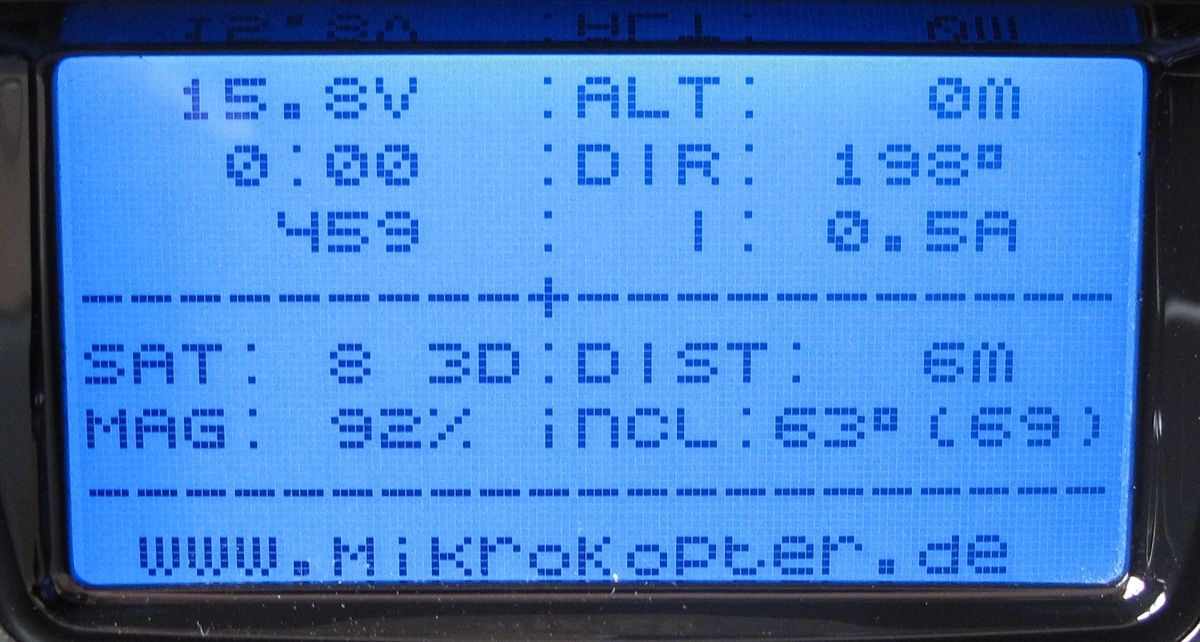 15.8V : ALT: 0m
0:00 : DIR: 198°
459 : I: 0.5A
------------------+----------------------
SAT: 8 3D : DIST: 6m
MAG: 92% incl: 63°(69)
-----------------------------------------
www.MikroKopter.de